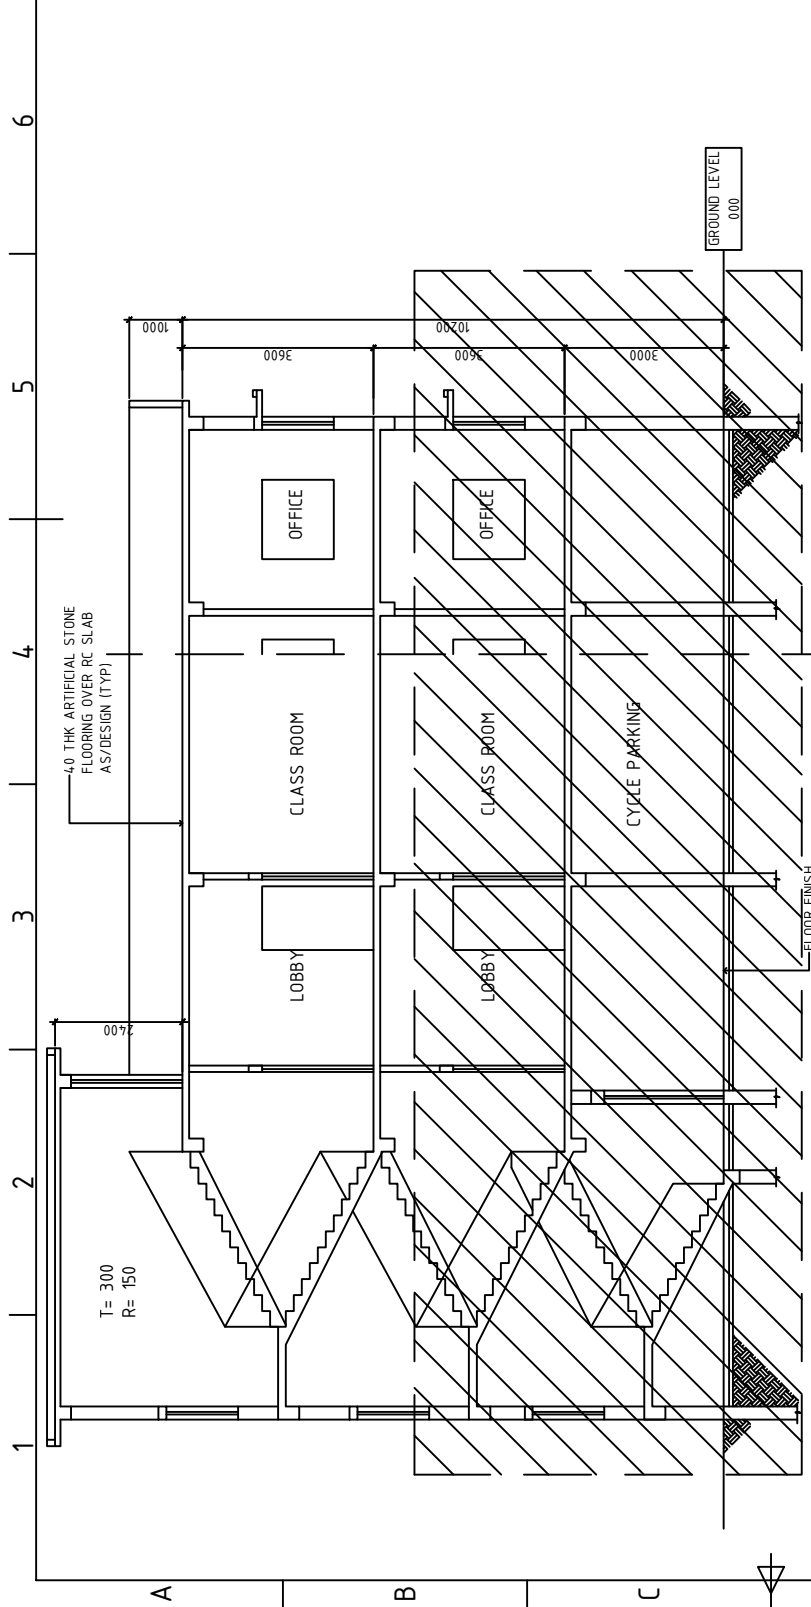 1
2
3
4
5
6
A
B
C
T= 300
R= 150
2400
40 THK ARTIFICIAL STONE
FLOORING OVER RC SLAB
AS/DESIGN (TYP)
1000
10200
3600
3600
3000
LOBBY
CLASS ROOM
OFFICE
LOBBY
CLASS ROOM
OFFICE
CYCLE PARKING
GROUND LEVEL
000
FLOOR FINISH